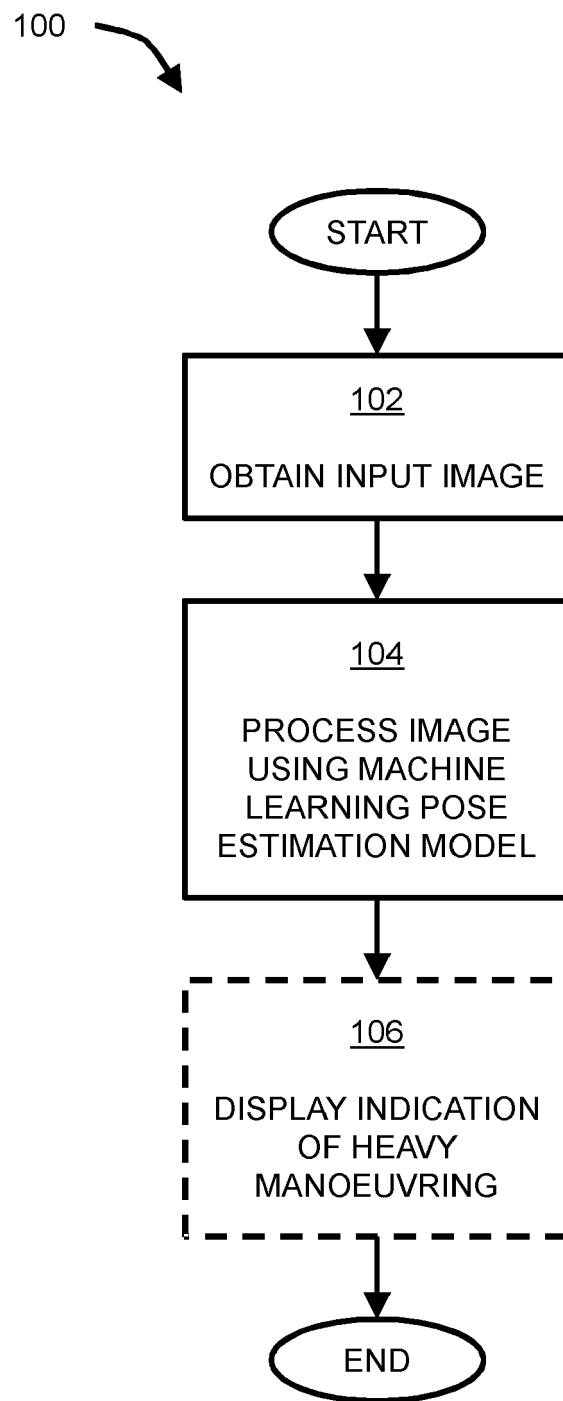 100
START
102
OBTAIN INPUT IMAGE
104
PROCESS IMAGE
USING MACHINE
LEARNING POSE
ESTIMATION MODEL
106
DISPLAY INDICATION
OF HEAVY
MANOEUVRING
END